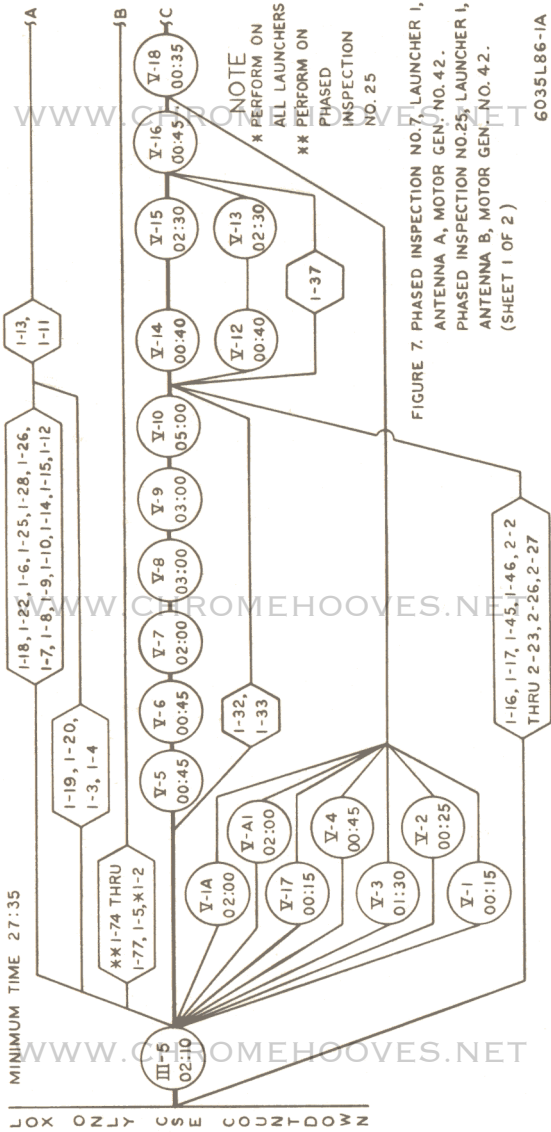 MINIMUM TIME 27:35
LOX ONLY
CSE COUNTDOWN
III-5
02:10
1-18, 1-22, 1-6, 1-25, 1-28, 1-26,
1-7, 1-8, 1-9, 1-10, 1-14, 1-15, 1-12
1-13,
1-11
A
1-19, 1-20,
1-3, 1-4
**1-74 THRU
1-77, 1-5, *1-2
B
V-5
00:45
V-6
00:45
V-7
02:00
V-8
03:00
V-9
03:00
V-10
05:00
V-14
00:40
V-15
02:30
V-16
00:45
V-18
00:35
C
V-12
00:40
V-13
02:30
1-32,
1-33
1-37
V-1A
02:00
V-A1
02:00
V-17
00:15
V-4
00:45
V-3
01:30
V-2
00:25
V-1
00:15
1-16, 1-17, 1-45, 1-46, 2-2
THRU 2-23, 2-26, 2-27
NOTE
* PERFORM ON
ALL LAUNCHERS
** PERFORM ON
PHASED
INSPECTION
NO. 25
FIGURE 7. PHASED INSPECTION NO. 7, LAUNCHER 1,
ANTENNA A, MOTOR GEN. NO. 42.
PHASED INSPECTION NO. 25, LAUNCHER 1,
ANTENNA B, MOTOR GEN. NO. 42.
(SHEET 1 OF 2)
6035L86-1A
WWW.CHROMEHOOVES.NET
WWW.CHROMEHOOVES.NET
WWW.CHROMEHOOVES.NET